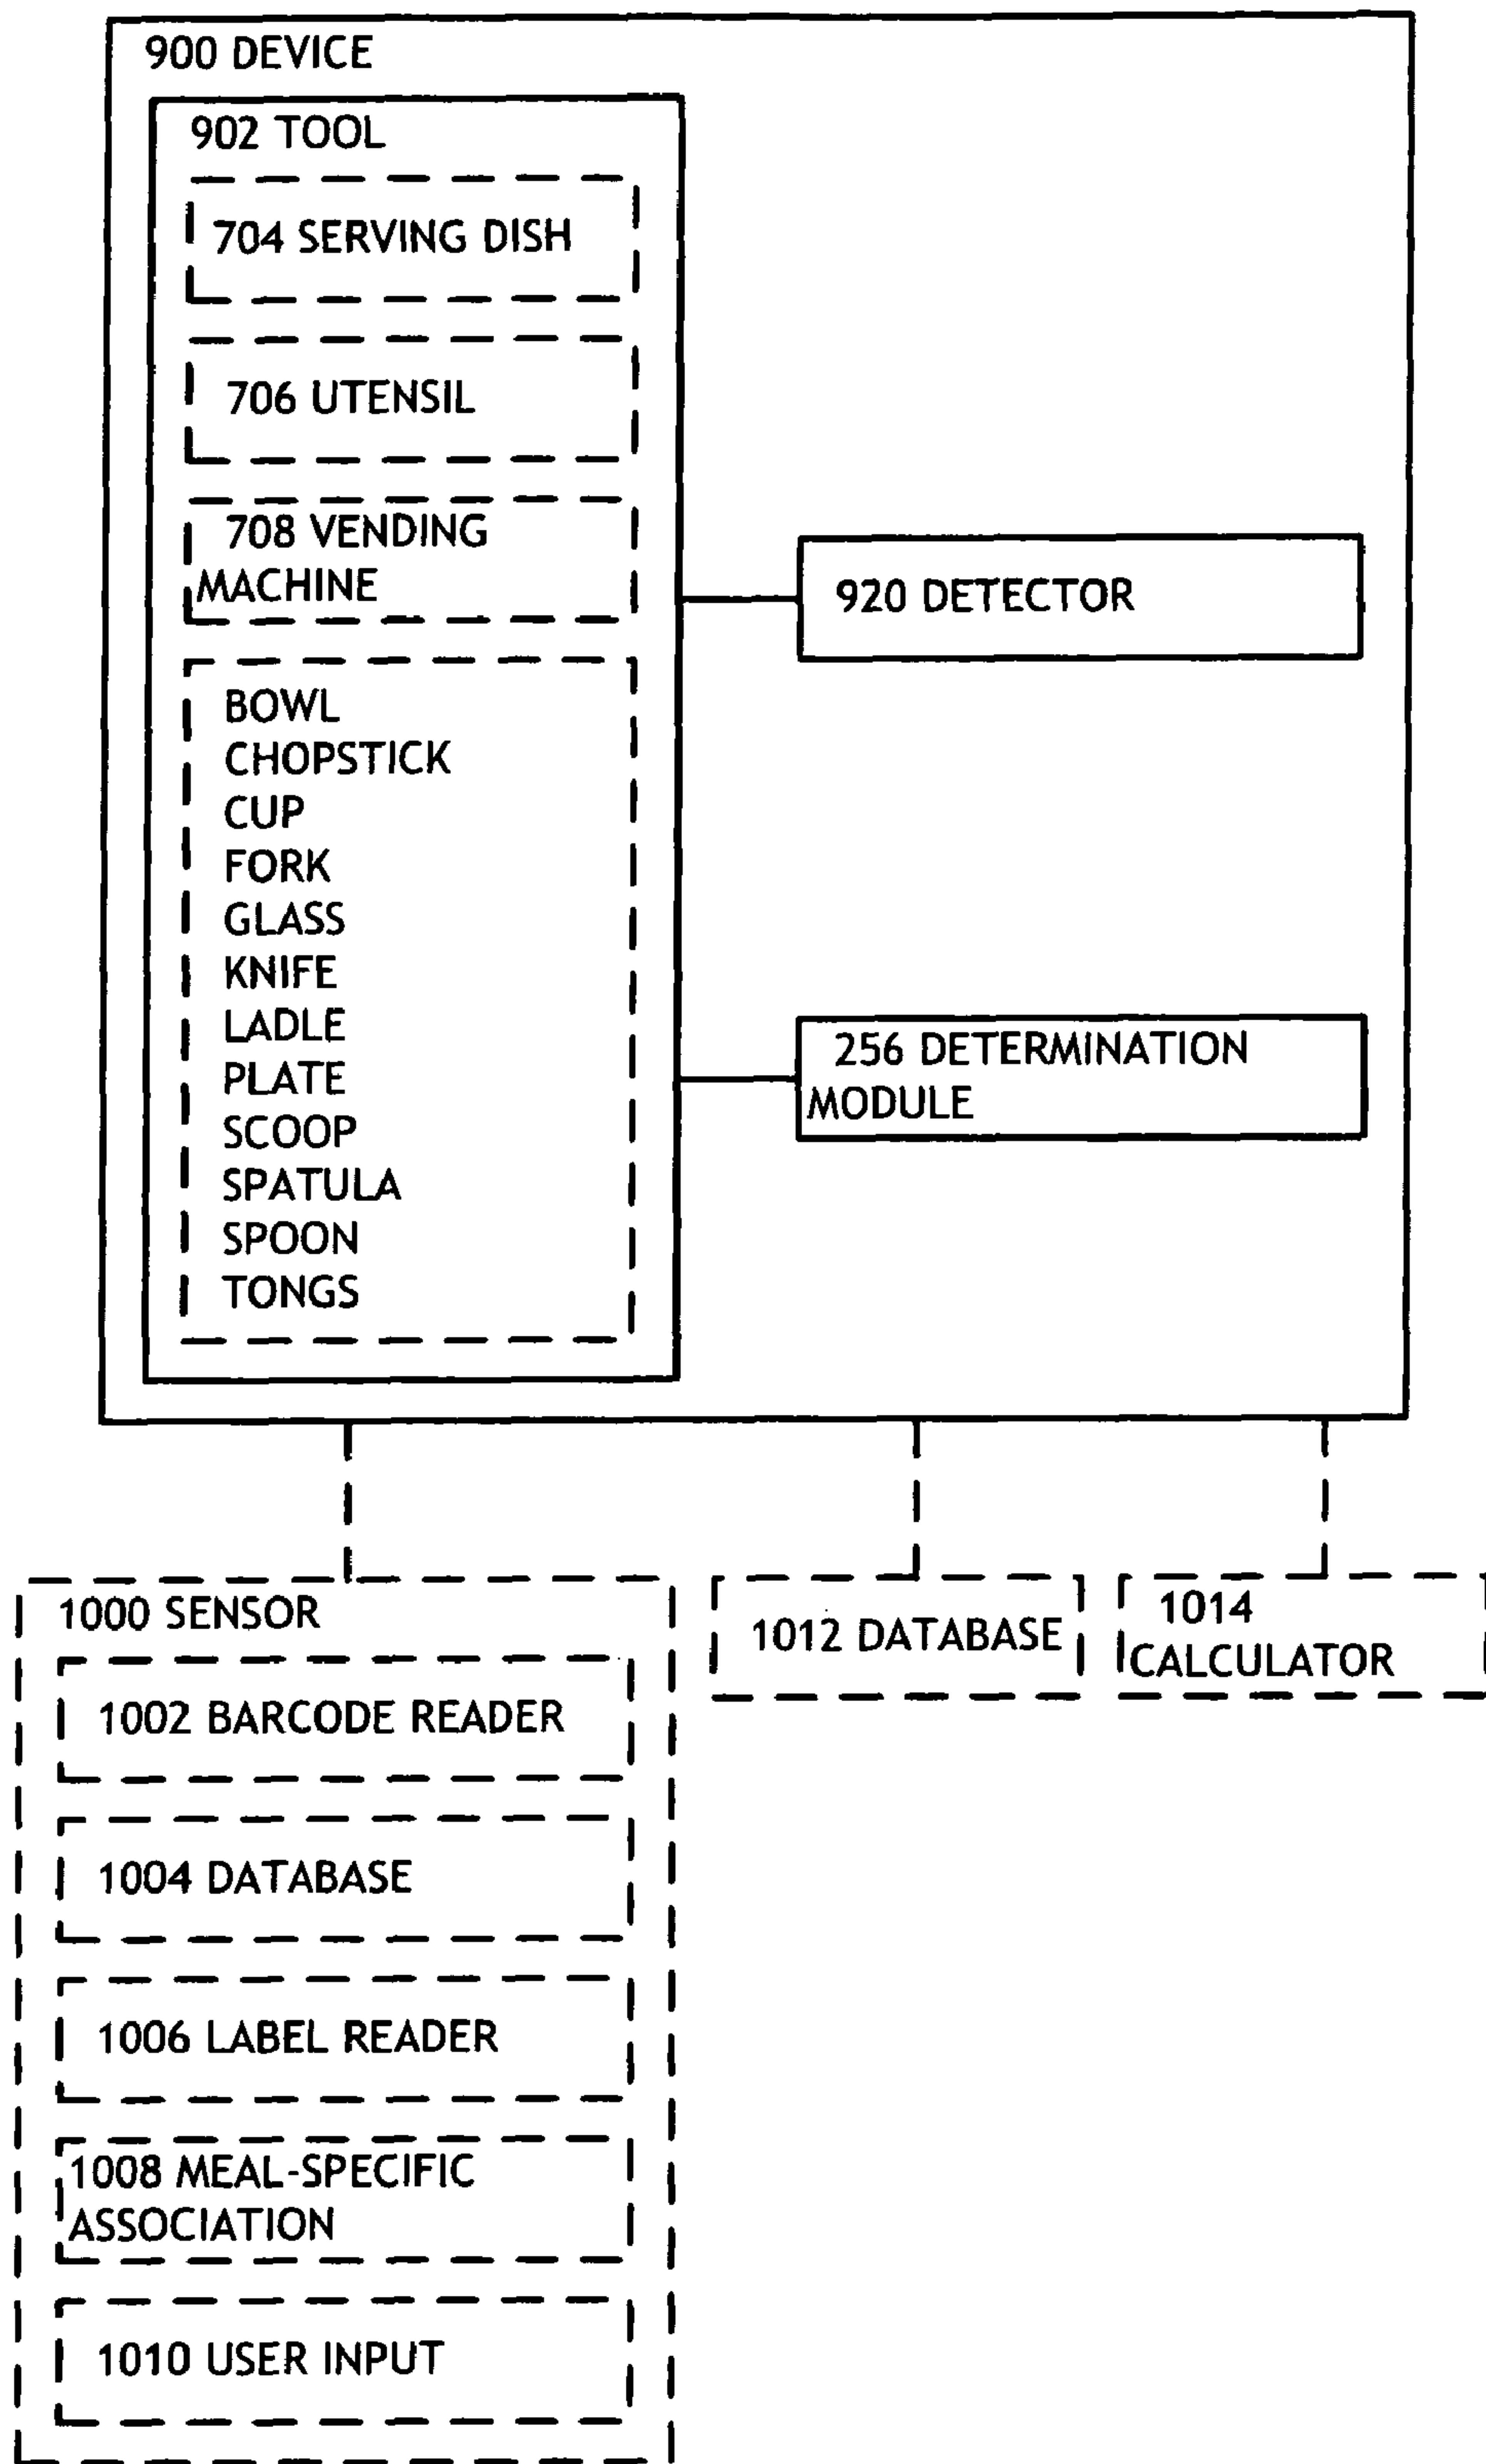 900 DEVICE
902 TOOL
704 SERVING DISH
706 UTENSIL
708 VENDING
MACHINE
BOWL
CHOPSTICK
CUP
FORK
GLASS
KNIFE
LADLE
PLATE
SCOOP
SPATULA
SPOON
TONGS
920 DETECTOR
256 DETERMINATION
MODULE
1000 SENSOR
1002 BARCODE READER
1004 DATABASE
1006 LABEL READER
1008 MEAL-SPECIFIC
ASSOCIATION
1010 USER INPUT
1012 DATABASE
1014
CALCULATOR